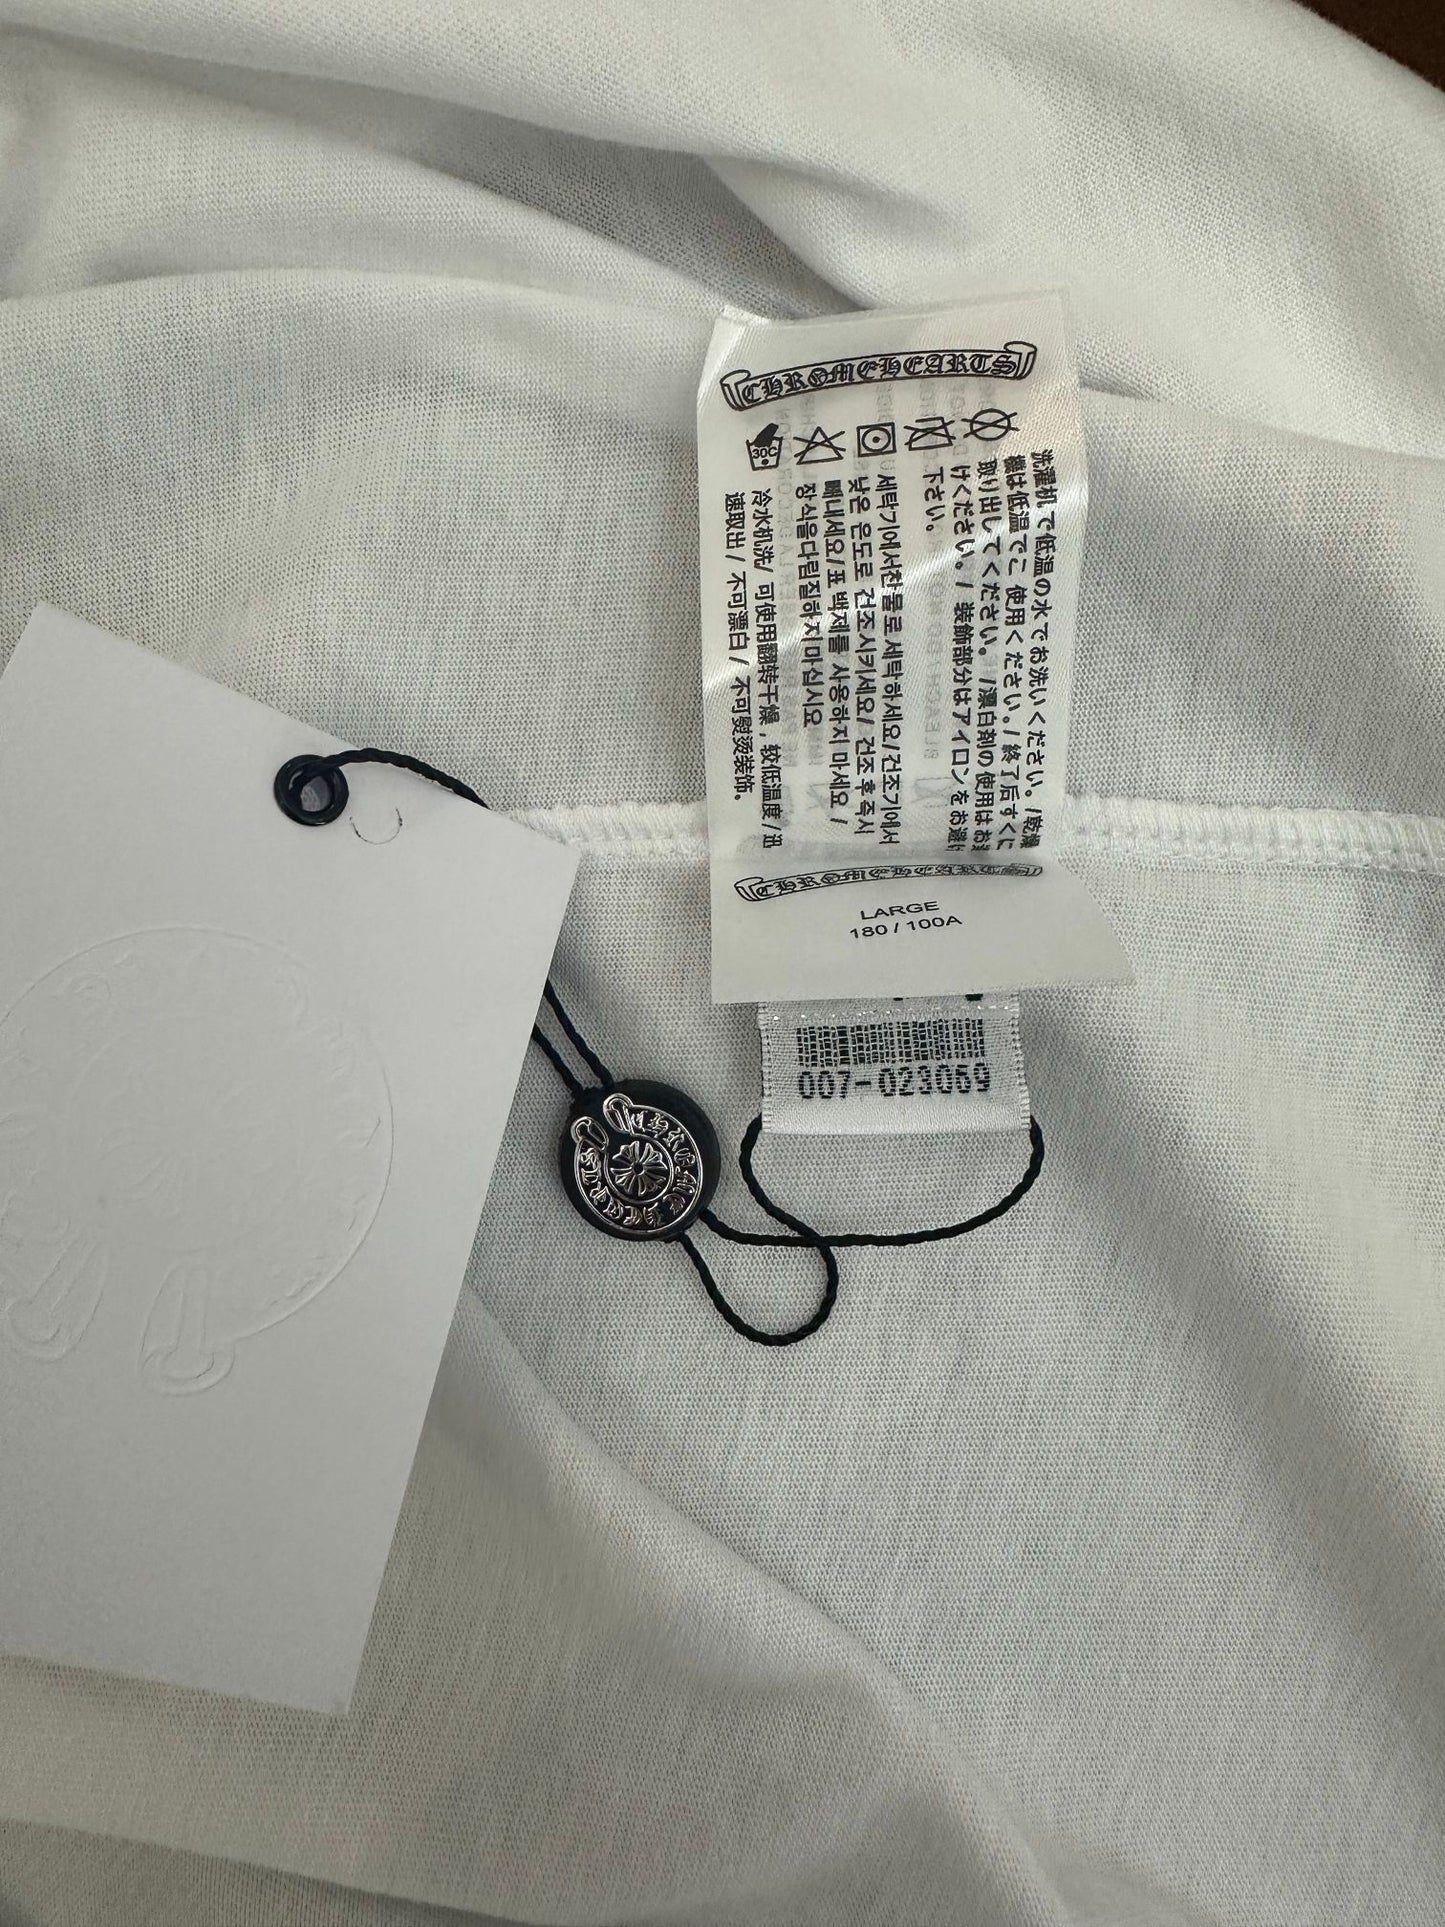 CHROMEHEARTS
30C
洗濯机で低温の水でお洗いください。/乾燥
機は低温でご 使用ください。/終了后すぐに
取り出してください。/漂白剤の使用はお避
けください。/ 装飾部分はアイロンをお避け
下さい。
세탁기에서찬물로 세탁하세요/건조기에서
낮은 온도로 건조시키세요/ 건조후즉시
빼내세요/표 백제를 사용하지 마세요 /
장식을다림질하지마십시요
冷水机洗/ 可使用翻转干燥，较低温度/迅
速取出 / 不可漂白 / 不可熨烫装饰。
LARGE
180 / 100A
007-023059
CHROME HEARTS